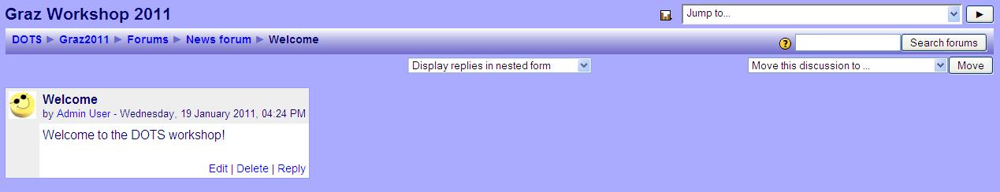 Graz Workshop 2011
Jump to...
DOTS ► Graz2011 ► Forums ► News forum ► Welcome
Search forums
Display replies in nested form
Move this discussion to ...
Move
Welcome
by Admin User - Wednesday, 19 January 2011, 04:24 PM
Welcome to the DOTS workshop!
Edit | Delete | Reply